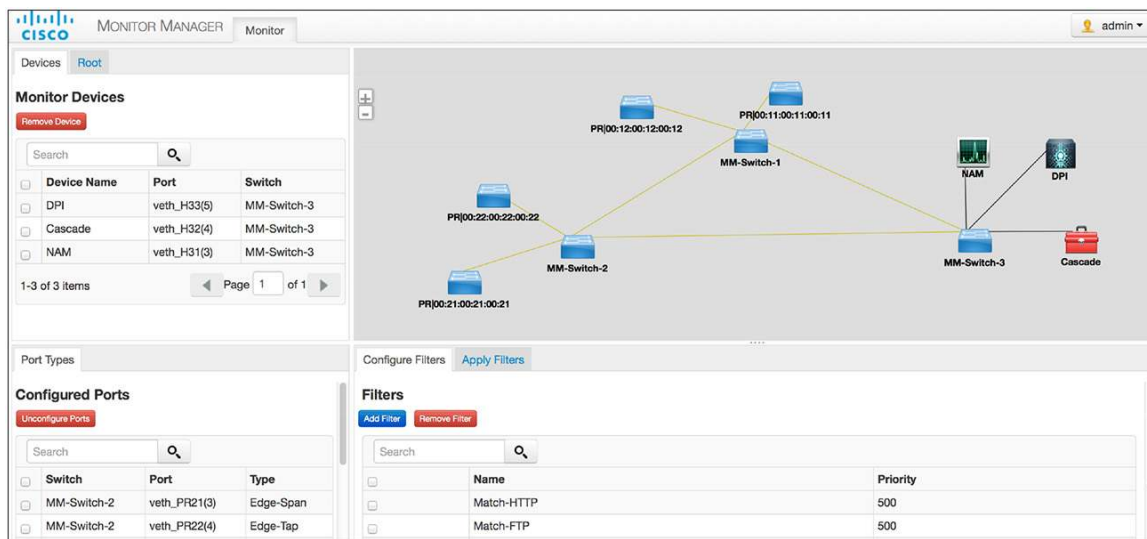 CISCO MONITOR MANAGER Monitor admin
Devices Root
Monitor Devices
Remove Device
Search
Device Name Port Switch
DPI veth_H33(5) MM-Switch-3
Cascade veth_H32(4) MM-Switch-3
NAM veth_H31(3) MM-Switch-3
1-3 of 3 items Page 1 of 1
+
-
PR|00:12:00:12:00:12
PR|00:11:00:11:00:11
MM-Switch-1
NAM
DPI
PR|00:22:00:22:00:22
MM-Switch-2
MM-Switch-3
Cascade
PR|00:21:00:21:00:21
Port Types
Configured Ports
Unconfigure Ports
Search
Switch Port Type
MM-Switch-2 veth_PR21(3) Edge-Span
MM-Switch-2 veth_PR22(4) Edge-Tap
Configure Filters Apply Filters
Filters
Add Filter Remove Filter
Search
Name Priority
Match-HTTP 500
Match-FTP 500